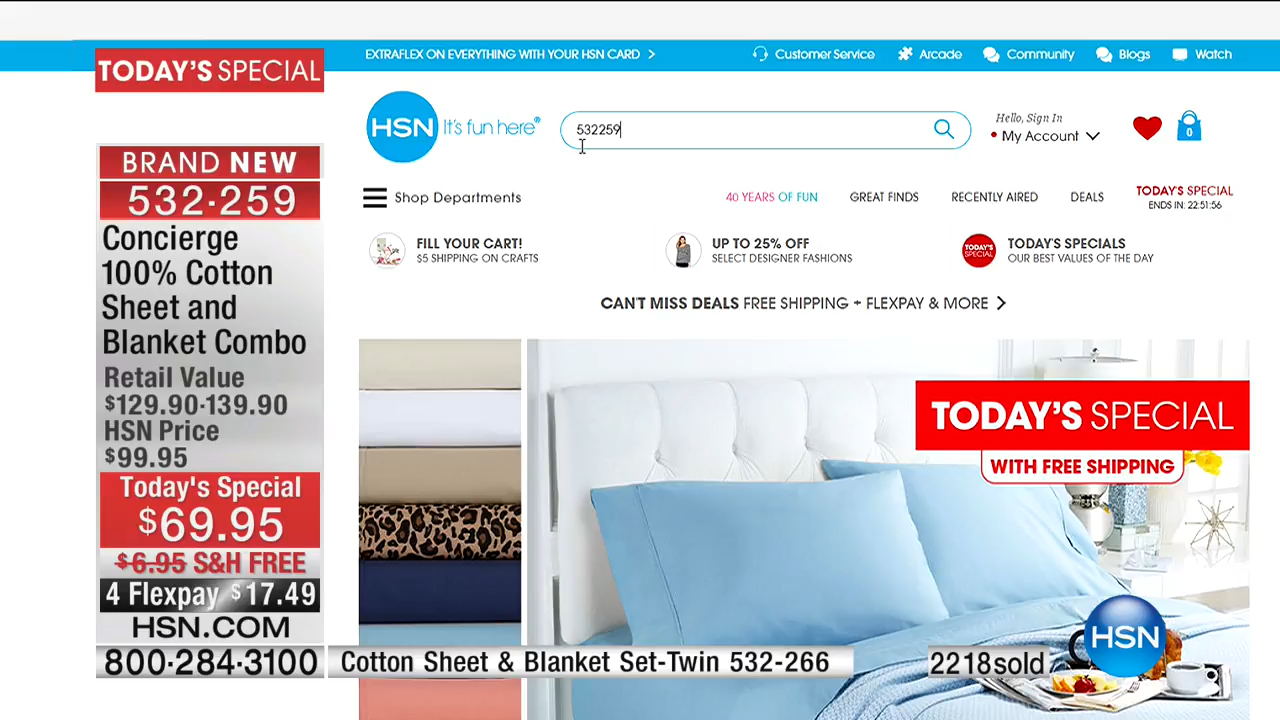 EXTRAFLEX ON EVERYTHING WITH YOUR HSN CARD >
Customer Service
Arcade
Community
Blogs
Watch
TODAY'S SPECIAL
HSN It's fun here®
532259
Hello, Sign In
My Account
0
BRAND NEW
532·259
Concierge
100% Cotton
Sheet and
Blanket Combo
Retail Value
$129.90-139.90
HSN Price
$99.95
Today's Special
$69.95
$6.95 S&H FREE
4 Flexpay $17.49
HSN.COM
800·284·3100
Shop Departments
40 YEARS OF FUN
GREAT FINDS
RECENTLY AIRED
DEALS
TODAY'S SPECIAL
ENDS IN: 22:51:56
FILL YOUR CART!
$5 SHIPPING ON CRAFTS
UP TO 25% OFF
SELECT DESIGNER FASHIONS
TODAY'S
SPECIAL
TODAY'S SPECIALS
OUR BEST VALUES OF THE DAY
CAN'T MISS DEALS FREE SHIPPING + FLEXPAY & MORE >
TODAY'S SPECIAL
WITH FREE SHIPPING
Cotton Sheet & Blanket Set-Twin 532-266
2218sold
HSN